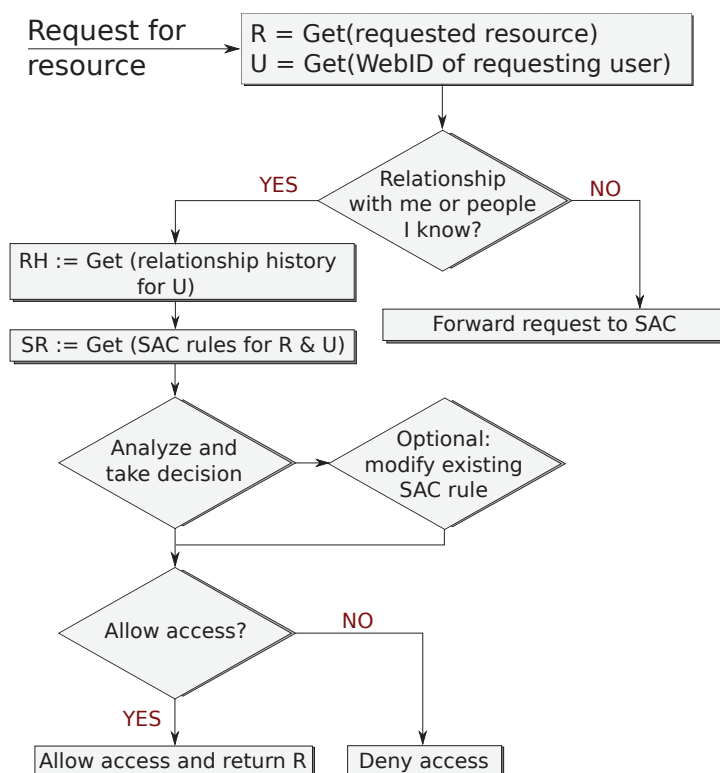 Request for
resource
R = Get(requested resource)
U = Get(WebID of requesting user)
Relationship
with me or people
I know?
YES
NO
RH := Get (relationship history
for U)
Forward request to SAC
SR := Get (SAC rules for R & U)
Analyze and
take decision
Optional:
modify existing
SAC rule
Allow access?
NO
YES
Allow access and return R
Deny access